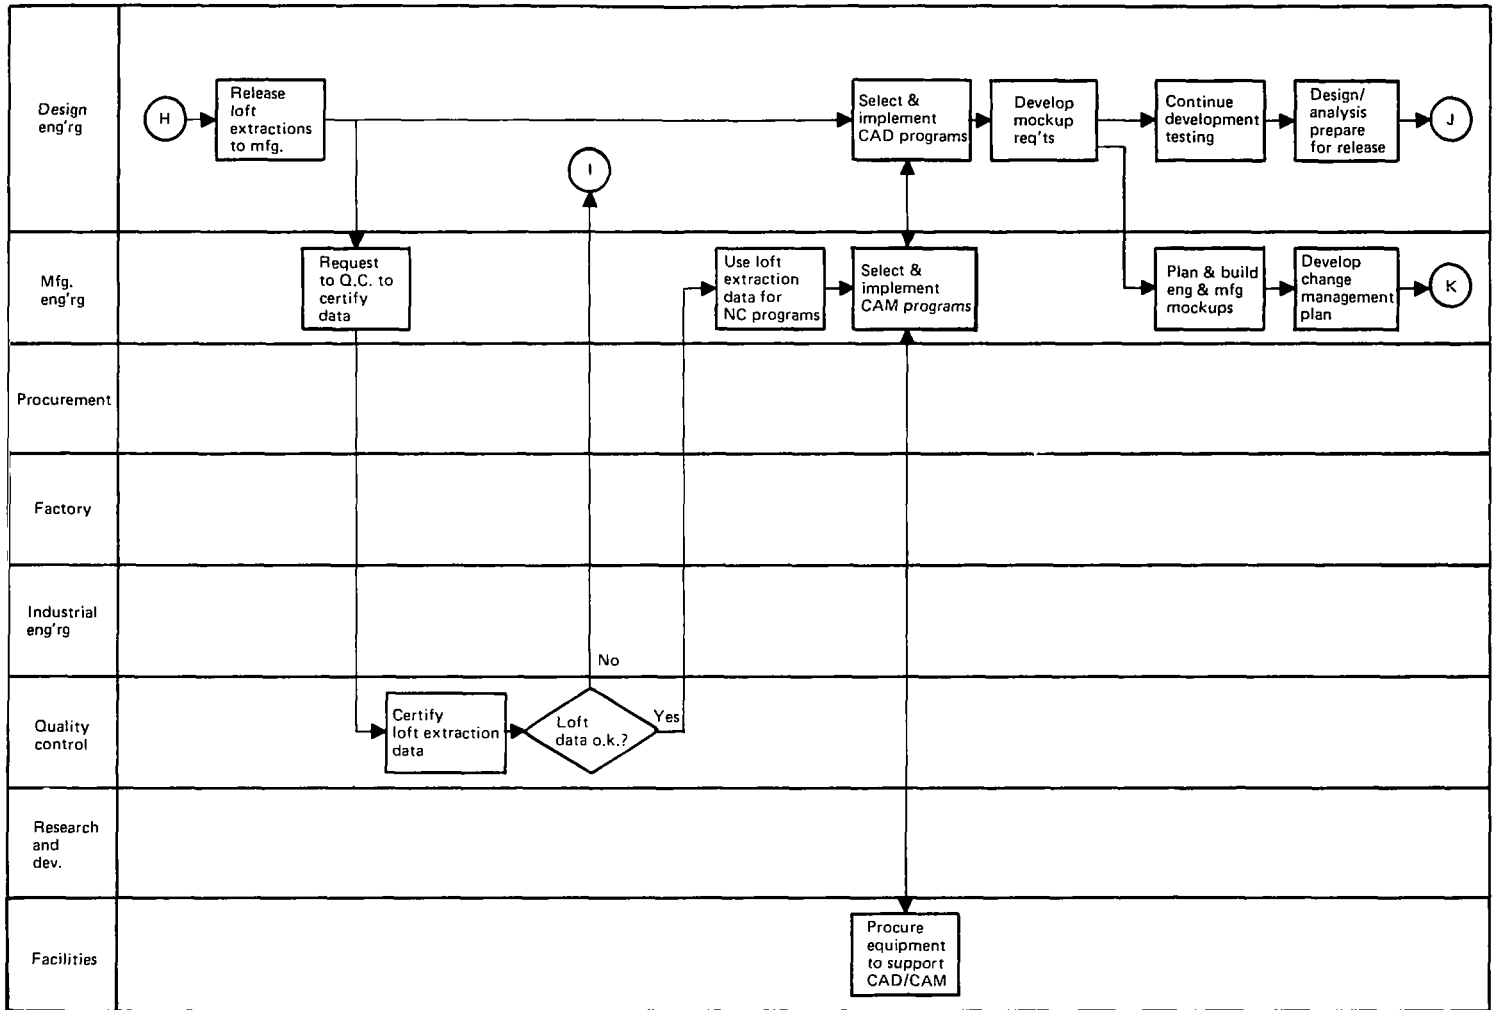 Design
eng'rg
H
Release
loft
extractions
to mfg.
I
Select &
implement
CAD programs
Develop
mockup
req'ts
Continue
development
testing
Design/
analysis
prepare
for release
J
Mfg.
eng'rg
Request
to Q.C. to
certify
data
Use loft
extraction
data for
NC programs
Select &
implement
CAM programs
Plan & build
eng & mfg
mockups
Develop
change
management
plan
K
Procurement
Factory
Industrial
eng'rg
No
Quality
control
Certify
loft extraction
data
Loft
data o.k.?
Yes
Research
and
dev.
Facilities
Procure
equipment
to support
CAD/CAM